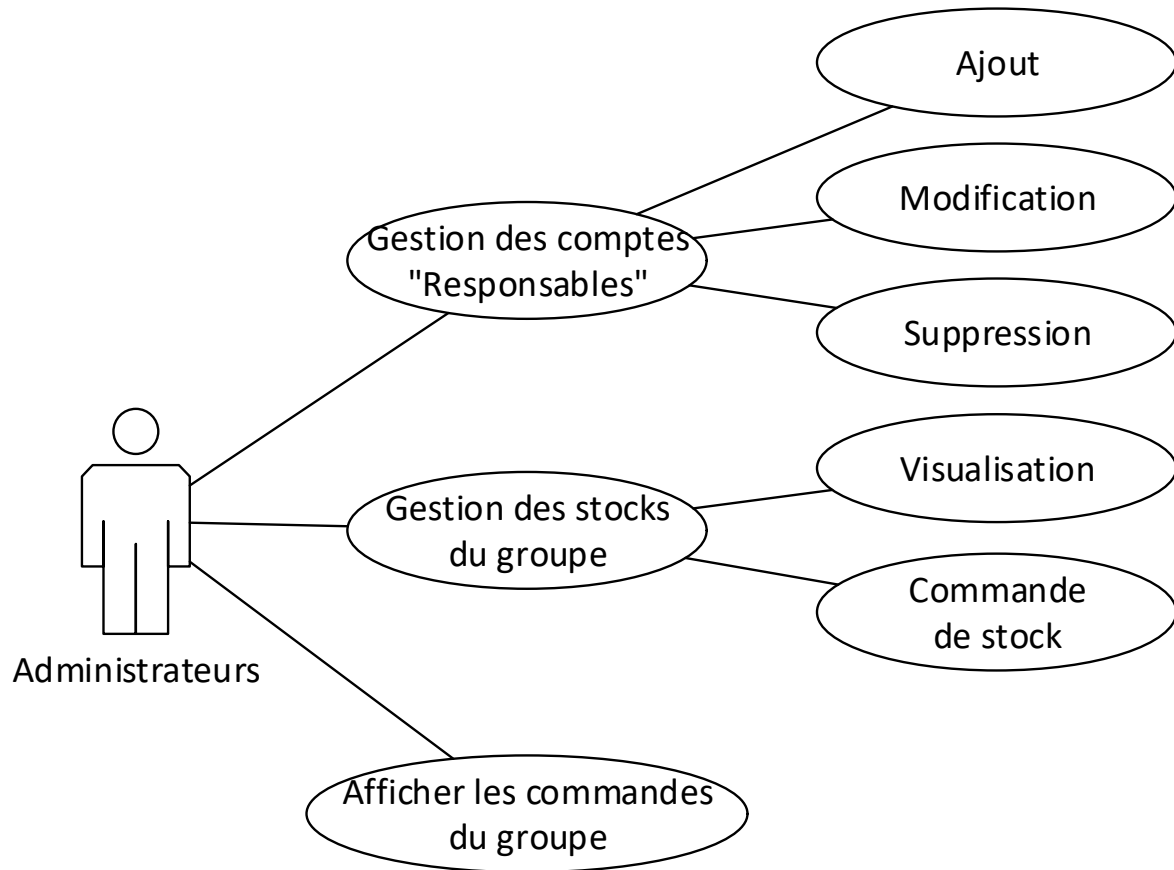 Ajout
Modification
Gestion des comptes
"Responsables"
Suppression
Visualisation
Gestion des stocks
du groupe
Commande
de stock
Administrateurs
Afficher les commandes
du groupe